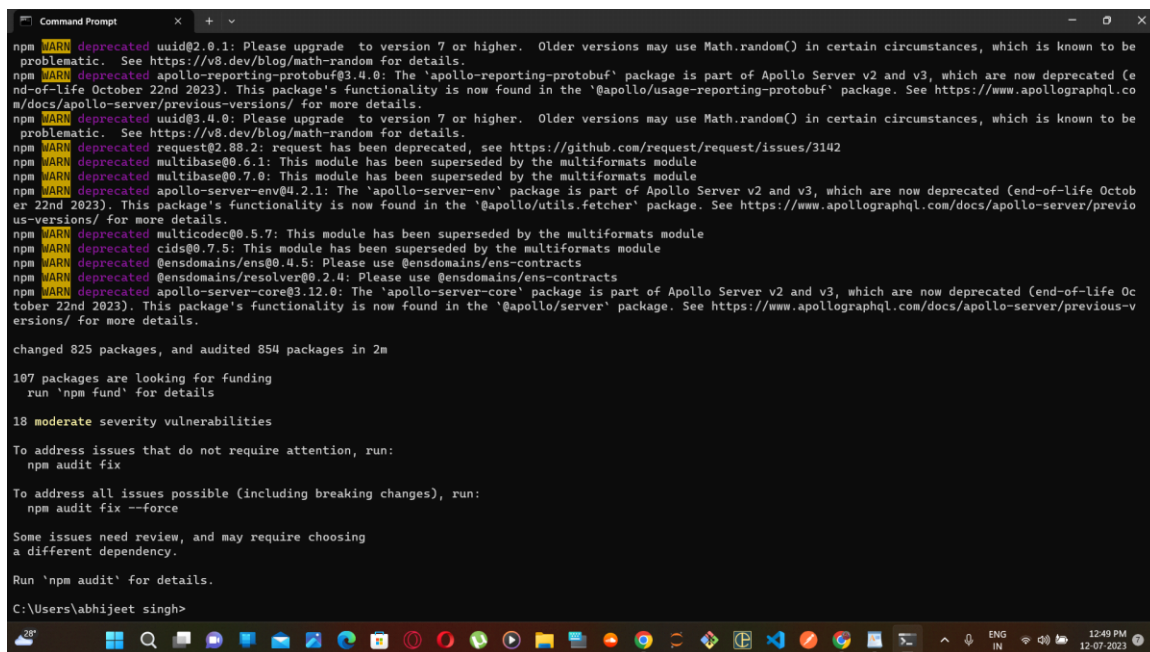 Command Prompt
npm WARN deprecated uuid@2.0.1: Please upgrade  to version 7 or higher.  Older versions may use Math.random() in certain circumstances, which is known to be
 problematic.  See https://v8.dev/blog/math-random for details.
npm WARN deprecated apollo-reporting-protobuf@3.4.0: The `apollo-reporting-protobuf` package is part of Apollo Server v2 and v3, which are now deprecated (e
nd-of-life October 22nd 2023). This package's functionality is now found in the `@apollo/usage-reporting-protobuf` package. See https://www.apollographql.co
m/docs/apollo-server/previous-versions/ for more details.
npm WARN deprecated uuid@3.4.0: Please upgrade  to version 7 or higher.  Older versions may use Math.random() in certain circumstances, which is known to be
 problematic.  See https://v8.dev/blog/math-random for details.
npm WARN deprecated request@2.88.2: request has been deprecated, see https://github.com/request/request/issues/3142
npm WARN deprecated multibase@0.6.1: This module has been superseded by the multiformats module
npm WARN deprecated multibase@0.7.0: This module has been superseded by the multiformats module
npm WARN deprecated apollo-server-env@4.2.1: The `apollo-server-env` package is part of Apollo Server v2 and v3, which are now deprecated (end-of-life Octob
er 22nd 2023). This package's functionality is now found in the `@apollo/utils.fetcher` package. See https://www.apollographql.com/docs/apollo-server/previo
us-versions/ for more details.
npm WARN deprecated multicodec@0.5.7: This module has been superseded by the multiformats module
npm WARN deprecated cids@0.7.5: This module has been superseded by the multiformats module
npm WARN deprecated @ensdomains/ens@0.4.5: Please use @ensdomains/ens-contracts
npm WARN deprecated @ensdomains/resolver@0.2.4: Please use @ensdomains/ens-contracts
npm WARN deprecated apollo-server-core@3.12.0: The `apollo-server-core` package is part of Apollo Server v2 and v3, which are now deprecated (end-of-life Oc
tober 22nd 2023). This package's functionality is now found in the `@apollo/server` package. See https://www.apollographql.com/docs/apollo-server/previous-v
ersions/ for more details.
changed 825 packages, and audited 854 packages in 2m
107 packages are looking for funding
  run `npm fund` for details
18 moderate severity vulnerabilities
To address issues that do not require attention, run:
  npm audit fix
To address all issues possible (including breaking changes), run:
  npm audit fix --force
Some issues need review, and may require choosing
a different dependency.
Run `npm audit` for details.
C:\Users\abhijeet singh>
28°
ENG
IN
12:49 PM
12-07-2023
7